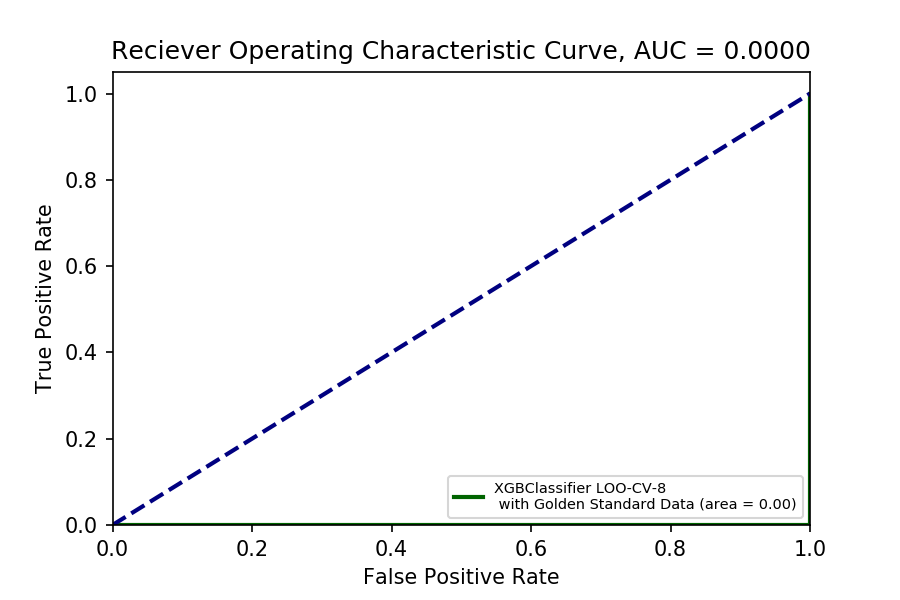 Reciever Operating Characteristic Curve, AUC = 0.0000
1.0
0.8
0.6
0.4
0.2
0.0
True Positive Rate
XGBClassifier LOO-CV-8
with Golden Standard Data (area = 0.00)
0.0 0.2 0.4 0.6 0.8 1.0
False Positive Rate